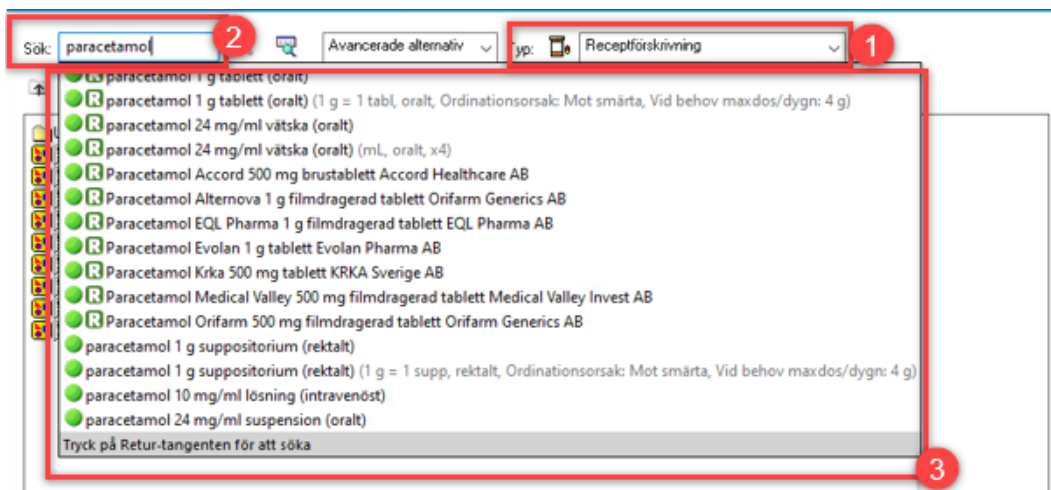 Sök: paracetamol 2 Avancerade alternativ Typ: Receptförskrivning 1
paracetamol 1 g tablett (oralt)
R paracetamol 1 g tablett (oralt) (1 g = 1 tabl, oralt, Ordinationsorsak: Mot smärta, Vid behov maxdos/dygn: 4 g)
R paracetamol 24 mg/ml vätska (oralt)
R paracetamol 24 mg/ml vätska (oralt) (mL, oralt, x4)
R Paracetamol Accord 500 mg brustablett Accord Healthcare AB
R Paracetamol Alternova 1 g filmdragerad tablett Orifarm Generics AB
R Paracetamol EQL Pharma 1 g filmdragerad tablett EQL Pharma AB
R Paracetamol Evolan 1 g tablett Evolan Pharma AB
R Paracetamol Krka 500 mg tablett KRKA Sverige AB
R Paracetamol Medical Valley 500 mg filmdragerad tablett Medical Valley Invest AB
R Paracetamol Orifarm 500 mg filmdragerad tablett Orifarm Generics AB
paracetamol 1 g suppositorium (rektalt)
paracetamol 1 g suppositorium (rektalt) (1 g = 1 supp, rektalt, Ordinationsorsak: Mot smärta, Vid behov maxdos/dygn: 4 g)
paracetamol 10 mg/ml lösning (intravenöst)
paracetamol 24 mg/ml suspension (oralt)
Tryck på Retur-tangenten för att söka
3